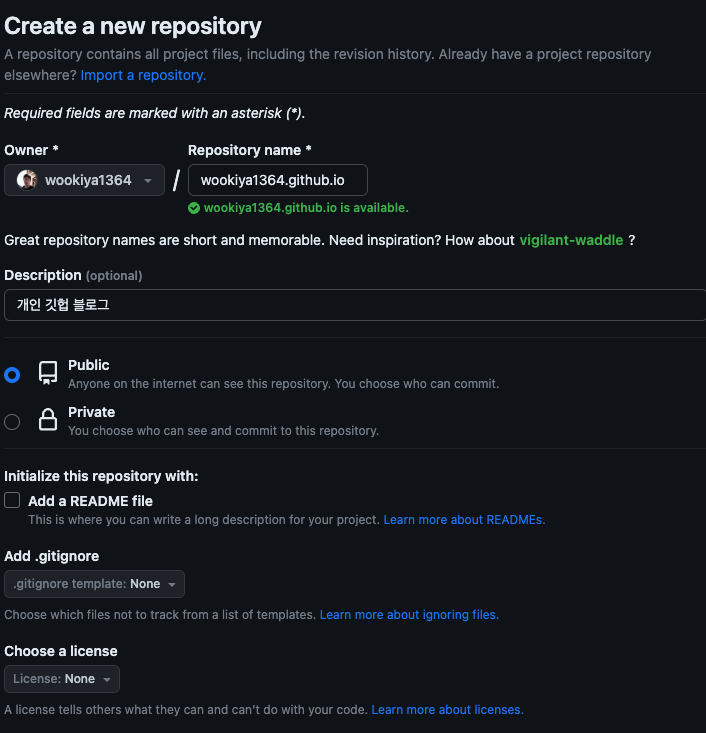 Create a new repository
A repository contains all project files, including the revision history. Already have a project repository
elsewhere? Import a repository.
Required fields are marked with an asterisk (*).
Owner *
Repository name *
wookiya1364
/
wookiya1364.github.io
wookiya1364.github.io is available.
Great repository names are short and memorable. Need inspiration? How about vigilant-waddle ?
Description (optional)
개인 깃헙 블로그
Public
Anyone on the internet can see this repository. You choose who can commit.
Private
You choose who can see and commit to this repository.
Initialize this repository with:
Add a README file
This is where you can write a long description for your project. Learn more about READMEs.
Add .gitignore
.gitignore template: None
Choose which files not to track from a list of templates. Learn more about ignoring files.
Choose a license
License: None
A license tells others what they can and can't do with your code. Learn more about licenses.